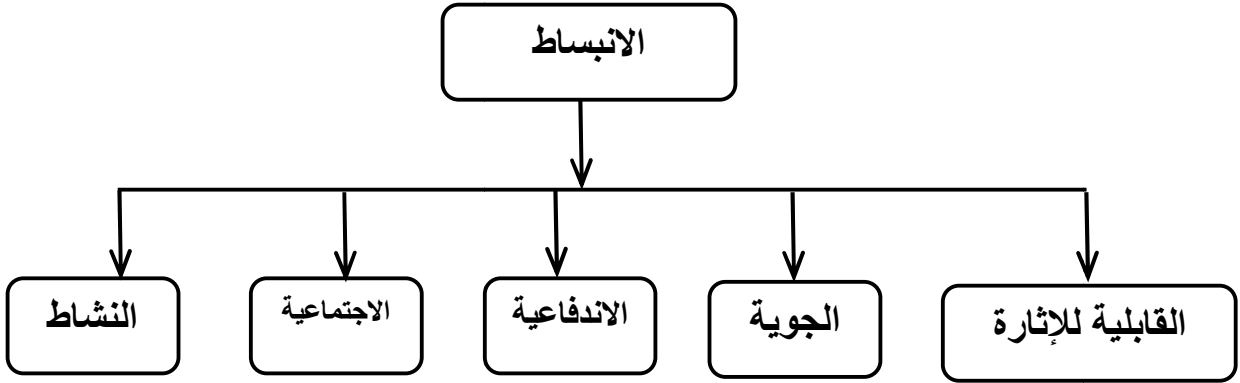 الانبساط
القابلية للإثارة
الجوية
الاندفاعية
الاجتماعية
النشاط